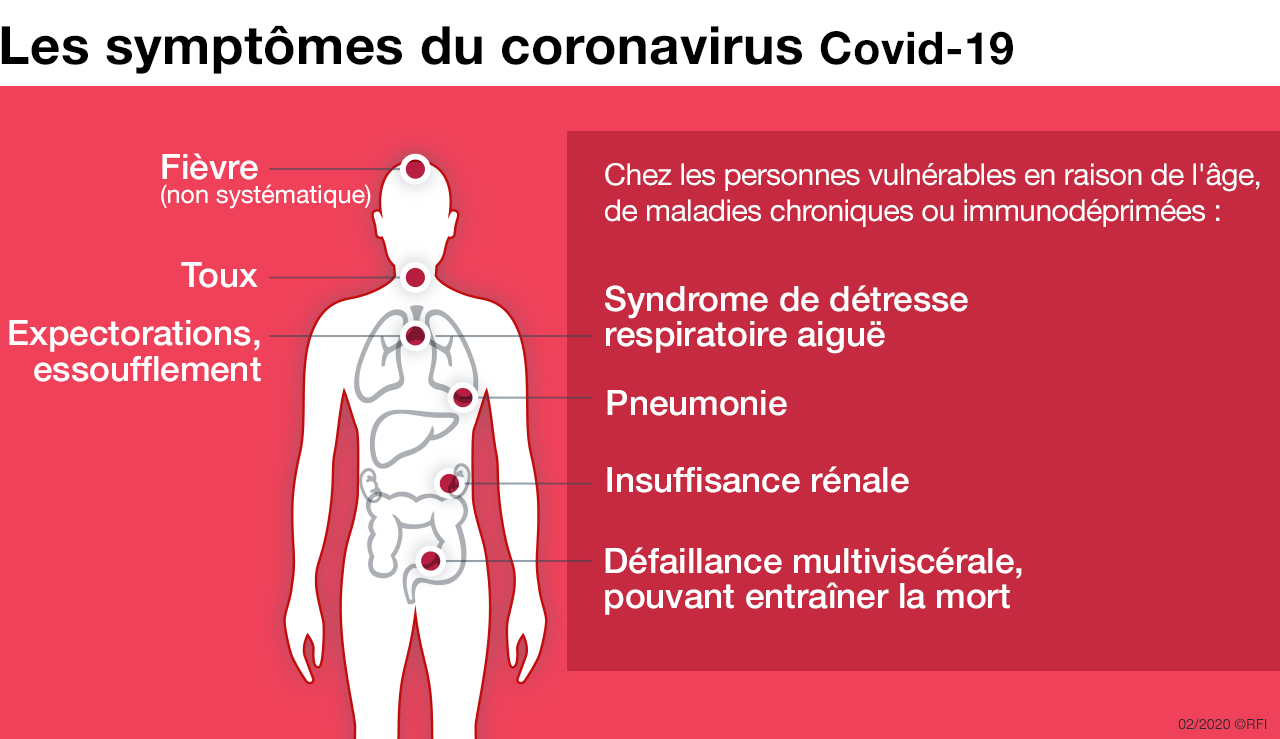 Les symptômes du coronavirus Covid-19
Fièvre
(non systématique)
Toux
Expectorations,
essoufflement
Chez les personnes vulnérables en raison de l'âge,
de maladies chroniques ou immunodéprimées :
Syndrome de détresse
respiratoire aiguë
Pneumonie
Insuffisance rénale
Défaillance multiviscérale,
pouvant entraîner la mort
02/2020 ©RFI